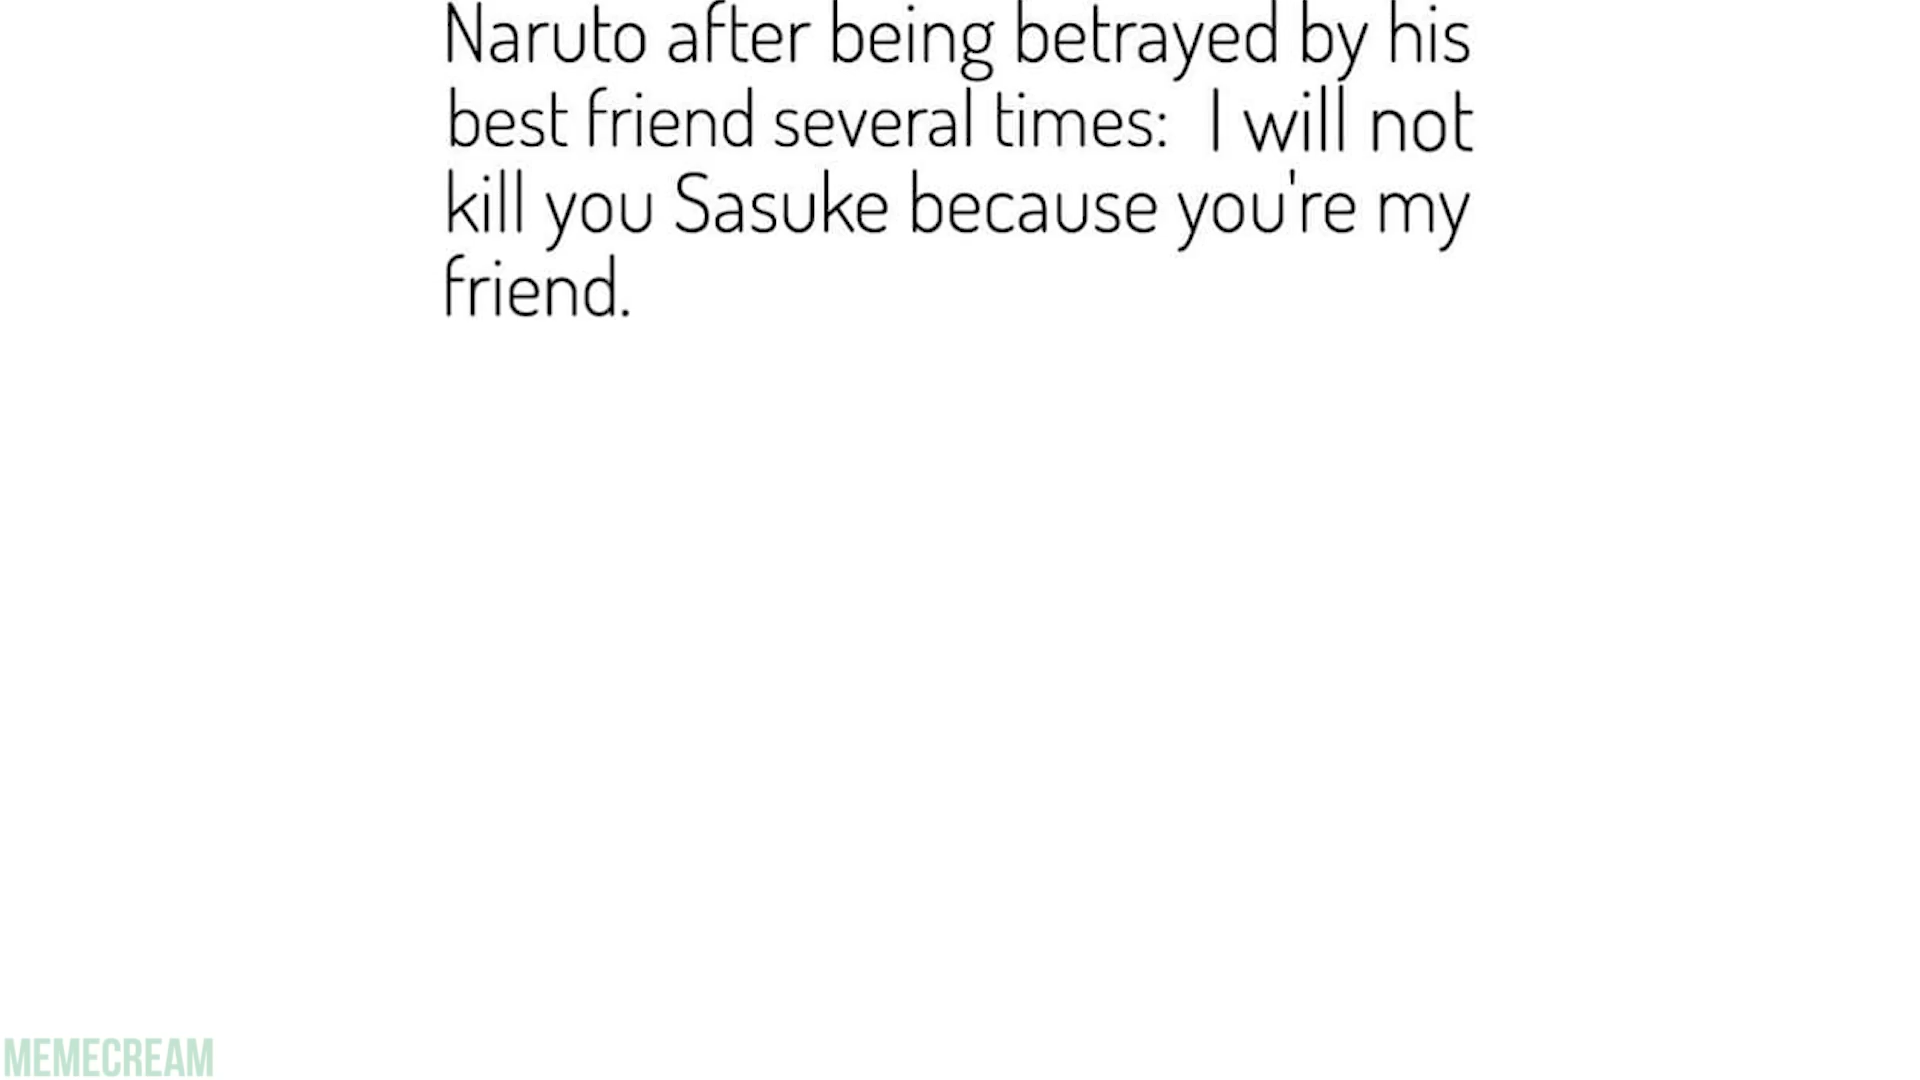 Naruto after being betrayed by his
best friend several times: I will not
kill you Sasuke because you're my
friend.
MEMECREAM